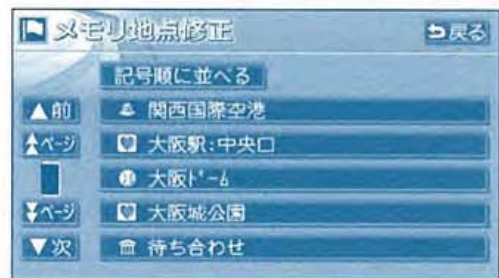 メモリ地点修正
戻る
記号順に並べる
▲前
関西国際空港
ページ
大阪駅:中央口
大阪ﾄﾞｰﾑ
ページ
大阪城公園
▼次
待ち合わせ